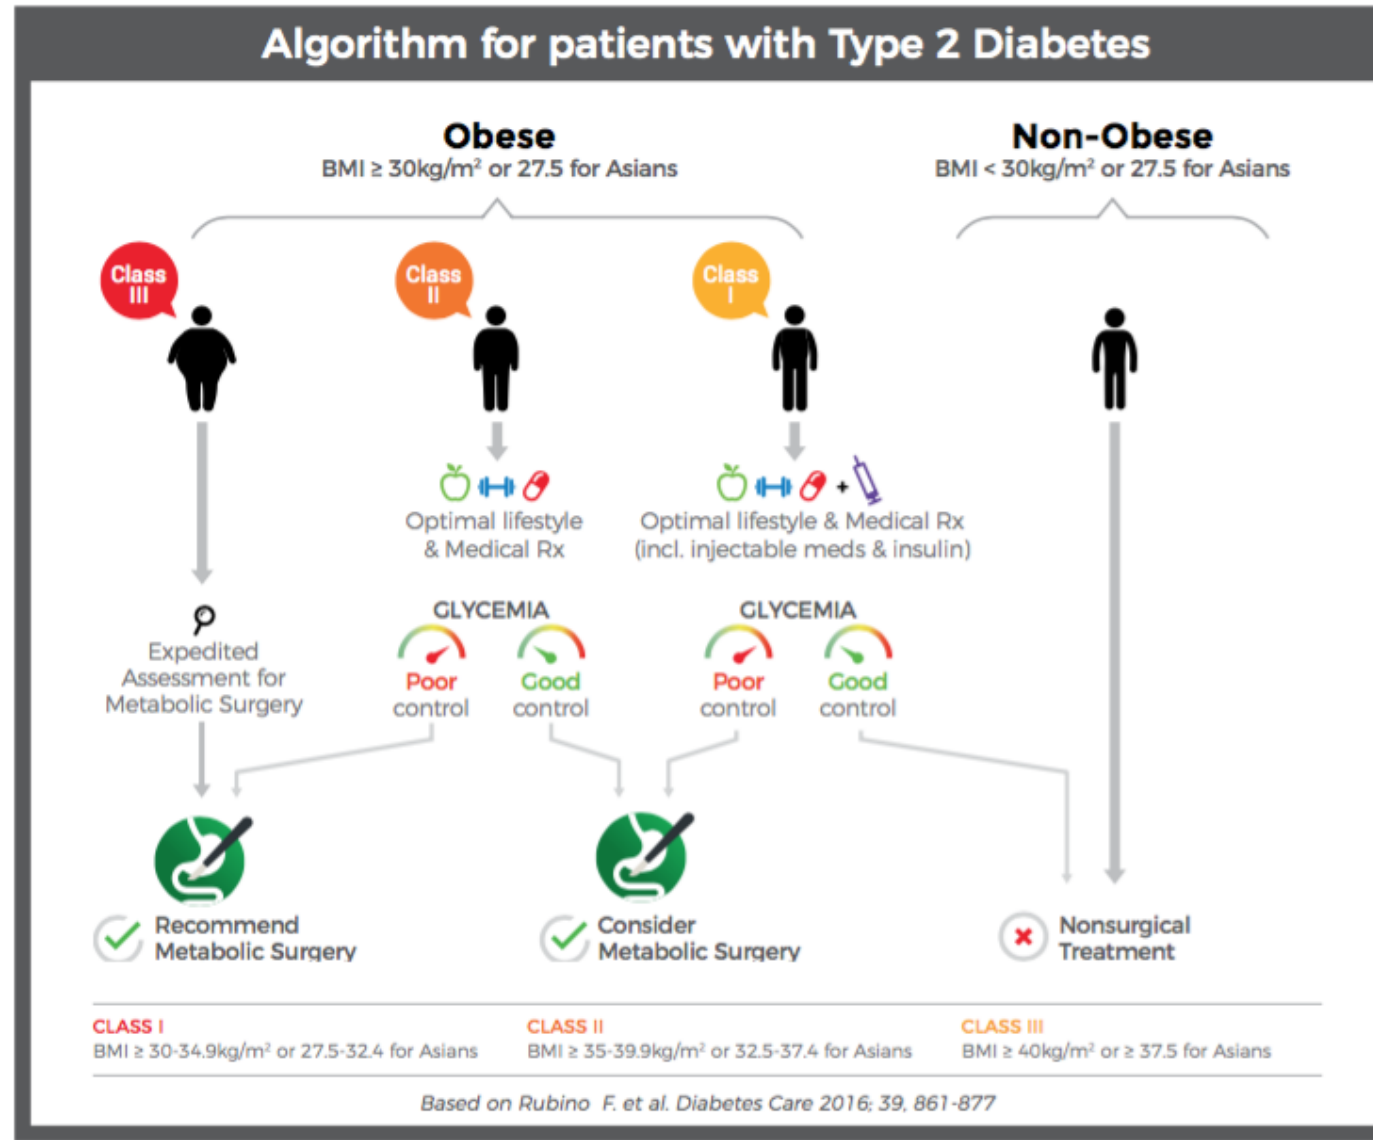 Algorithm for patients with Type 2 Diabetes
Obese
BMI ≥ 30kg/m² or 27.5 for Asians
Non-Obese
BMI < 30kg/m² or 27.5 for Asians
Class
III
Class
II
Class
I
Optimal lifestyle
& Medical Rx
+
Optimal lifestyle & Medical Rx
(incl. injectable meds & insulin)
Expedited
Assessment for
Metabolic Surgery
GLYCEMIA
Poor
control
Good
control
GLYCEMIA
Poor
control
Good
control
Recommend
Metabolic Surgery
Consider
Metabolic Surgery
Nonsurgical
Treatment
CLASS I
BMI ≥ 30-34.9kg/m² or 27.5-32.4 for Asians
CLASS II
BMI ≥ 35-39.9kg/m² or 32.5-37.4 for Asians
CLASS III
BMI ≥ 40kg/m² or ≥ 37.5 for Asians
Based on Rubino F. et al. Diabetes Care 2016; 39, 861-877